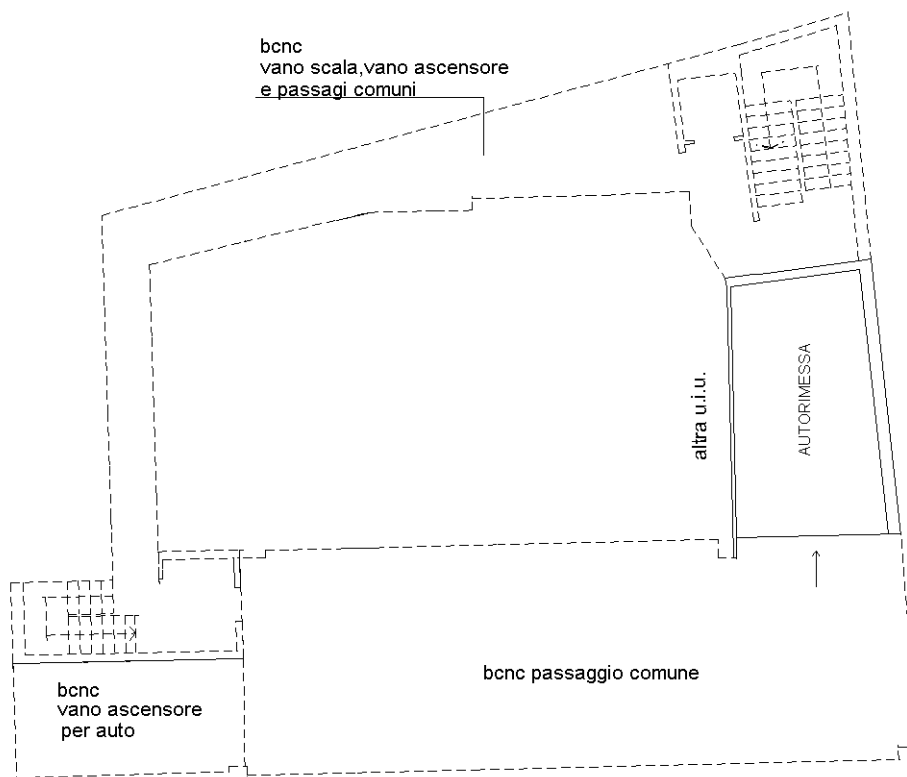 bcnc
vano scala,vano ascensore
e passagi comuni
altra u.i.u.
AUTORIMESSA
bcnc passaggio comune
bcnc
vano ascensore
per auto